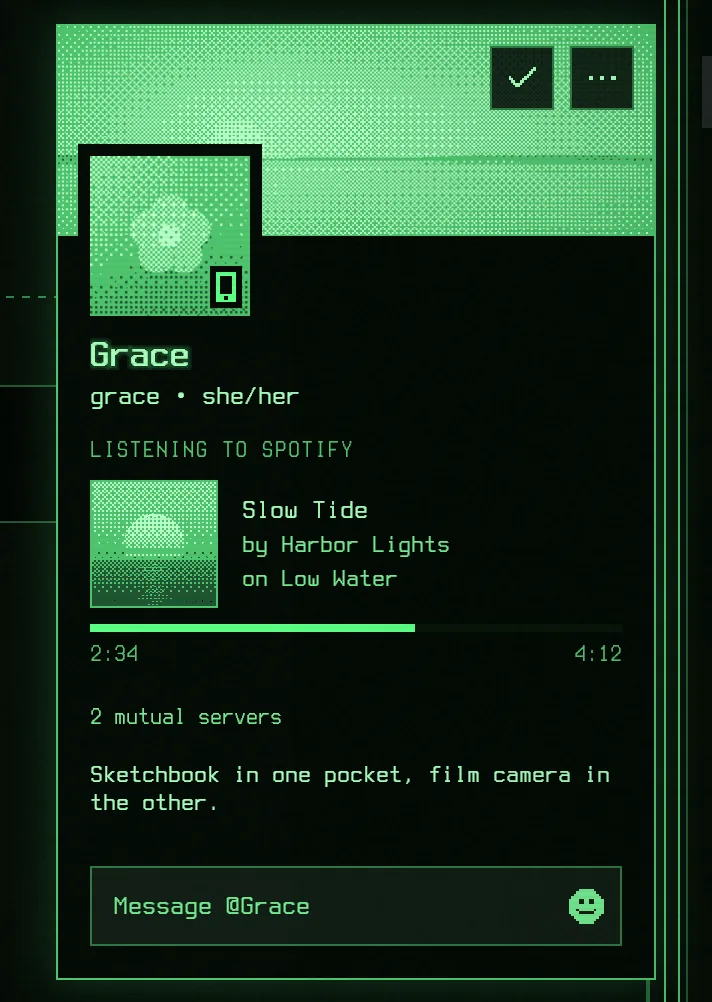 Grace
grace • she/her
LISTENING TO SPOTIFY
Slow Tide
by Harbor Lights
on Low Water
2:34
4:12
2 mutual servers
Sketchbook in one pocket, film camera in
the other.
Message @Grace